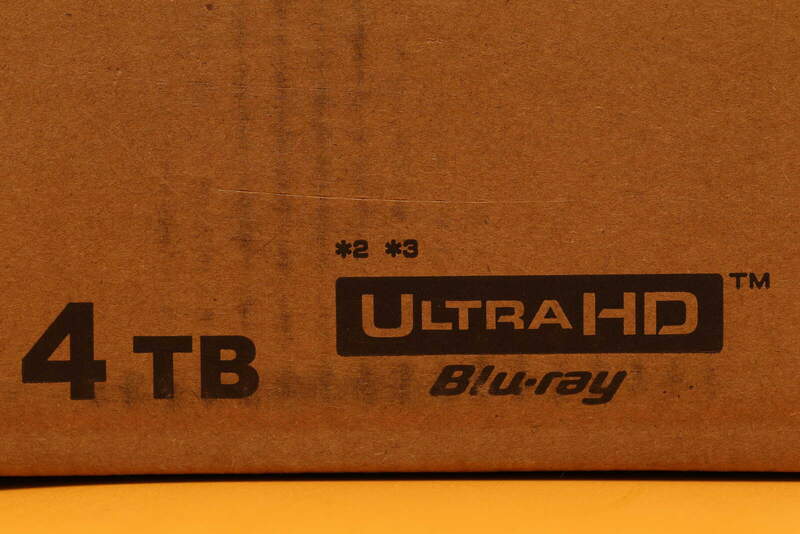 *2 *3
ULTRA HD™
4 TB
Blu-ray